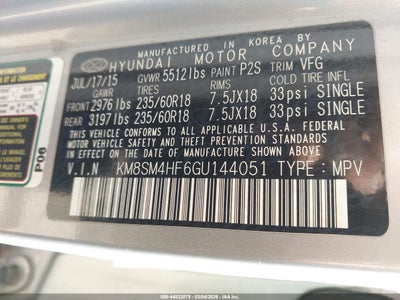 MANUFACTURED IN KOREA BY
HYUNDAI MOTOR COMPANY
JUL/17/15 GVWR 5512lbs PAINT P2S TRIM VFG
GAWR TIRES RIMS COLD TIRE INFL
FRONT 2976lbs 235/60R18 7.5JX18 33psi SINGLE
REAR 3197lbs 235/60R18 7.5JX18 33psi SINGLE
THIS VEHICLE CONFORMS TO ALL APPLICABLE U.S.A. FEDERAL MOTOR
VEHICLE SAFETY STANDARDS IN EFFECT ON THE DATE OF MANUFACTURE
SHOWN ABOVE.
V.I.N KM8SM4HF6GU144051 TYPE : MPV
P06